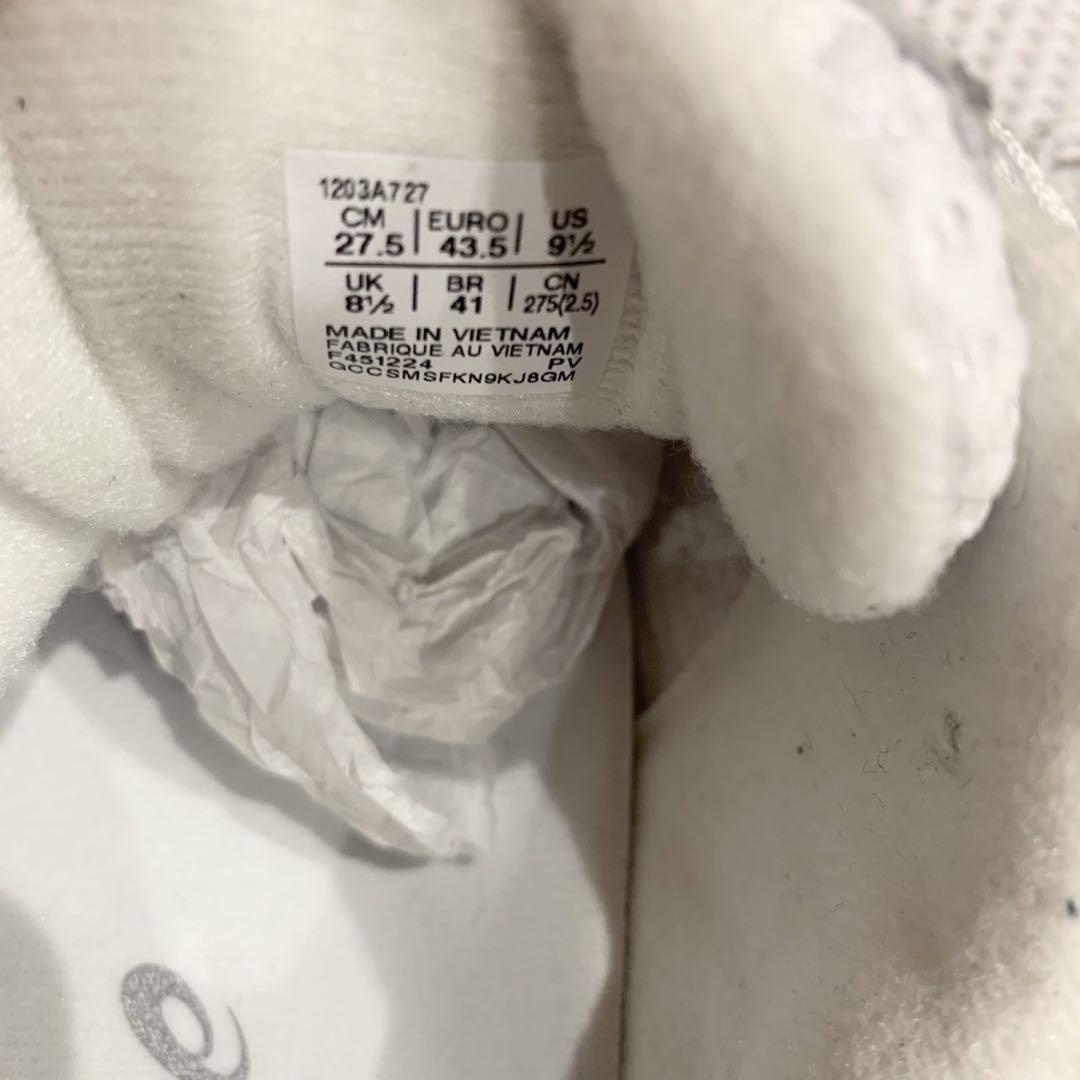 1203A727
CM | EURO | US
27.5 | 43.5 | 9½
UK | BR | CN
8½ | 41 | 275(2.5)
MADE IN VIETNAM
FABRIQUE AU VIETNAM
F451224 PV
GCCSMSFKN9KJ8GM